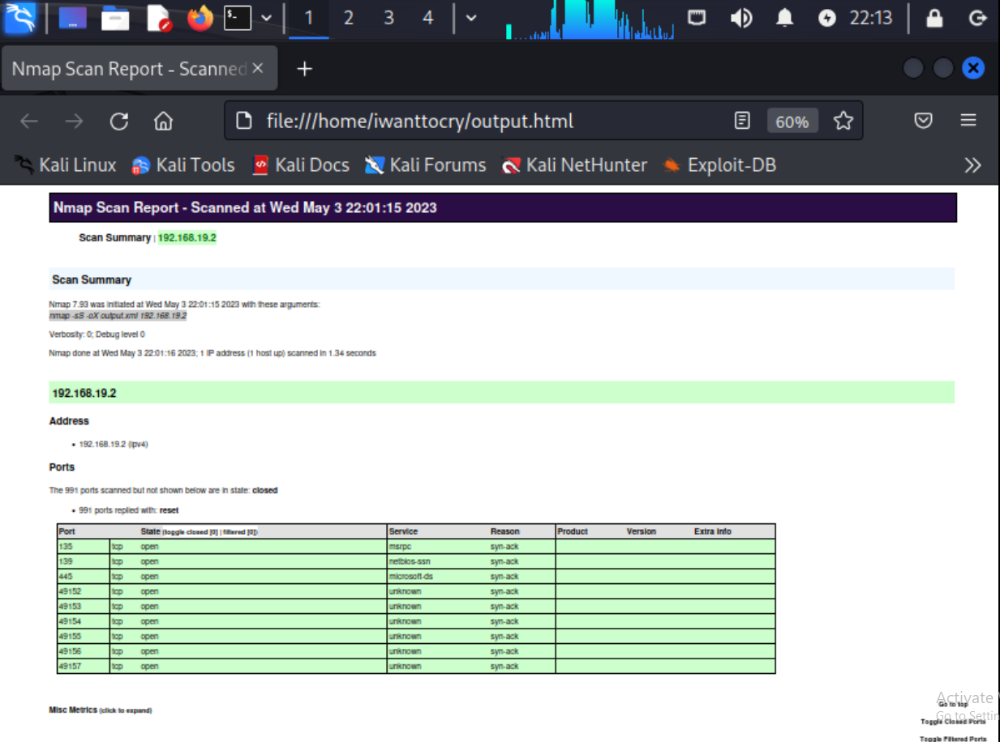 1 2 3 4 22:13
Nmap Scan Report - Scanned
file:///home/iwanttocry/output.html 60%
Kali Linux Kali Tools Kali Docs Kali Forums Kali NetHunter Exploit-DB
Nmap Scan Report - Scanned at Wed May 3 22:01:15 2023
Scan Summary | 192.168.19.2
Scan Summary
Nmap 7.93 was initiated at Wed May 3 22:01:15 2023 with these arguments:
nmap -sS -oX output.xml 192.168.19.2
Verbosity: 0; Debug level 0
Nmap done at Wed May 3 22:01:16 2023; 1 IP address (1 host up) scanned in 1.34 seconds
192.168.19.2
Address
• 192.168.19.2 (ipv4)
Ports
The 991 ports scanned but not shown below are in state: closed
• 991 ports replied with: reset
Port State (toggle closed [0] | filtered [0]) Service Reason Product Version Extra info
135 tcp open msrpc syn-ack
139 tcp open netbios-ssn syn-ack
445 tcp open microsoft-ds syn-ack
49152 tcp open unknown syn-ack
49153 tcp open unknown syn-ack
49154 tcp open unknown syn-ack
49155 tcp open unknown syn-ack
49156 tcp open unknown syn-ack
49157 tcp open unknown syn-ack
Misc Metrics (click to expand)
Activate
Go to top
Go to Settin
Toggle Closed Ports
Toggle Filtered Ports